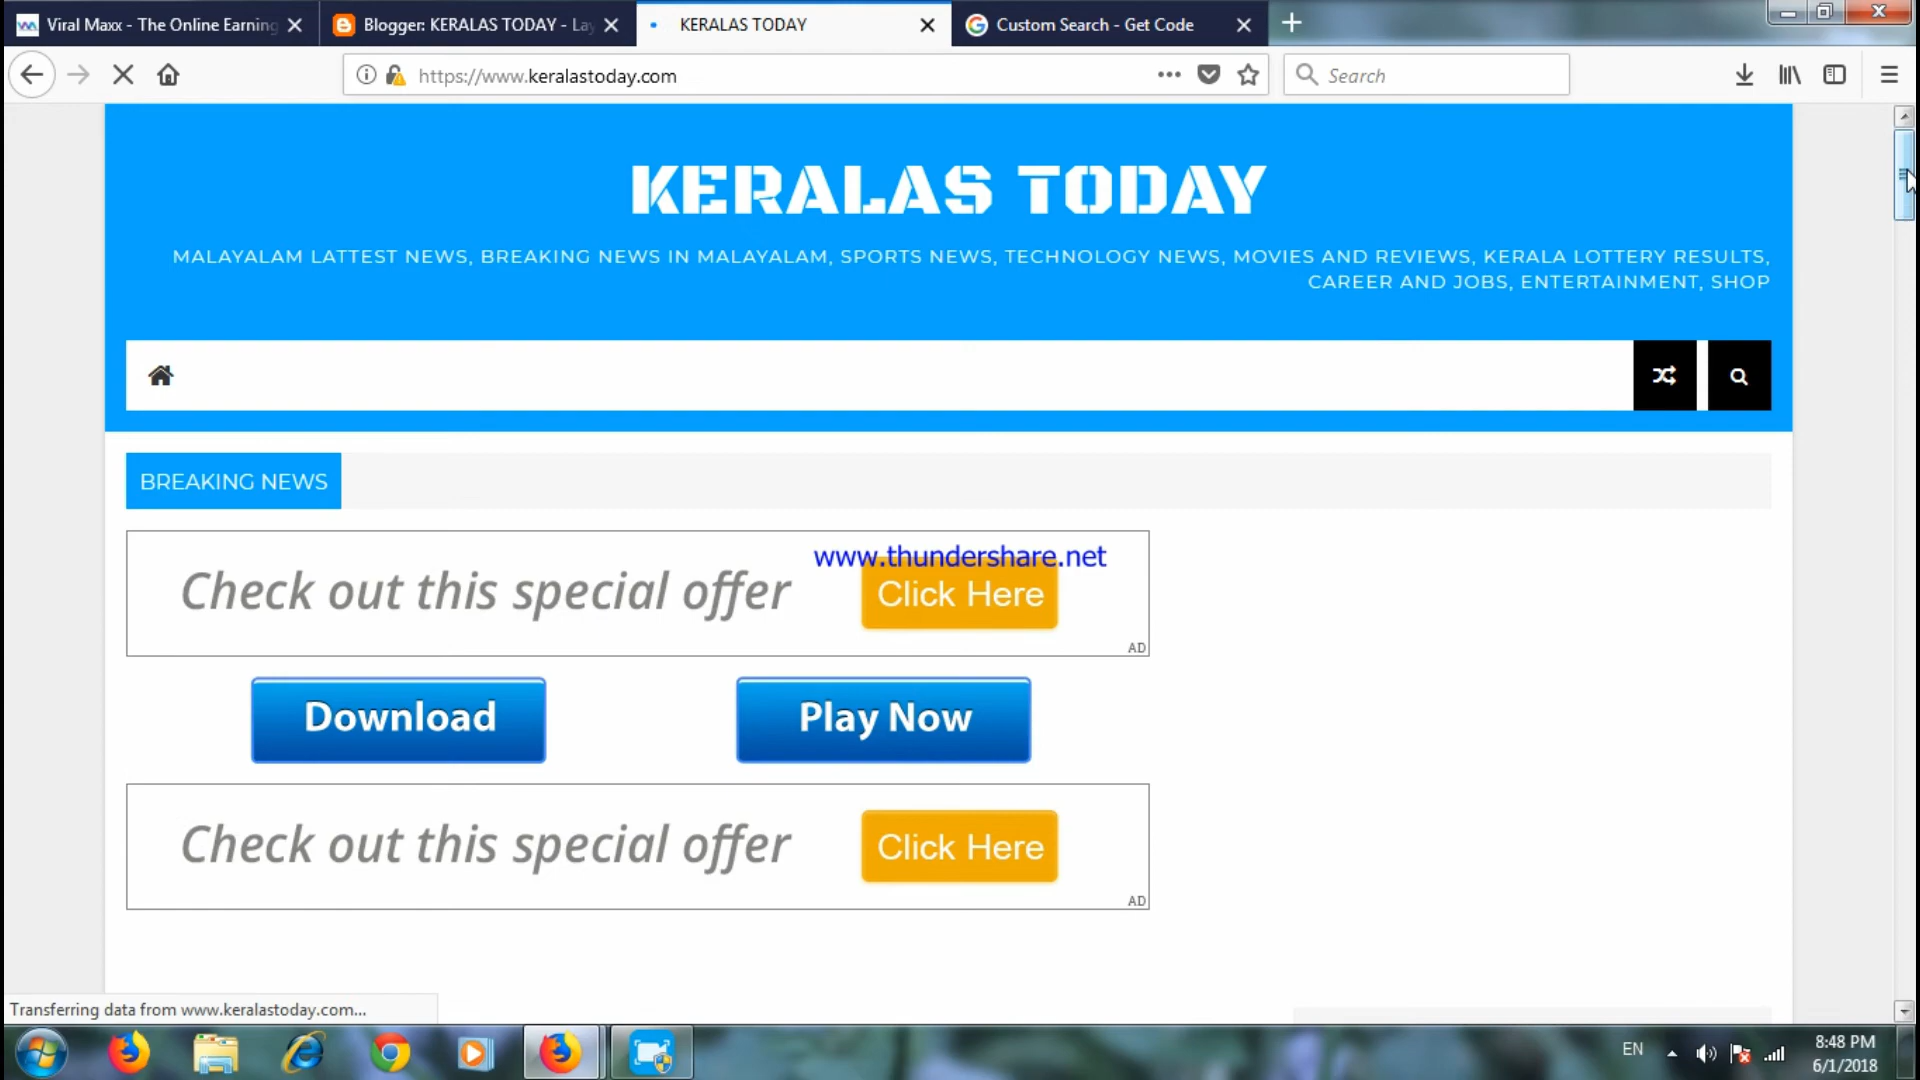 Viral Maxx - The Online Earning
Blogger: KERALAS TODAY - Lay
KERALAS TODAY
Custom Search - Get Code
https://www.keralastoday.com
Search
KERALAS TODAY
MALAYALAM LATTEST NEWS, BREAKING NEWS IN MALAYALAM, SPORTS NEWS, TECHNOLOGY NEWS, MOVIES AND REVIEWS, KERALA LOTTERY RESULTS,
CAREER AND JOBS, ENTERTAINMENT, SHOP
BREAKING NEWS
www.thundershare.net
Check out this special offer Click Here
AD
Download
Play Now
Check out this special offer Click Here
AD
Transferring data from www.keralastoday.com...
EN
8:48 PM
6/1/2018